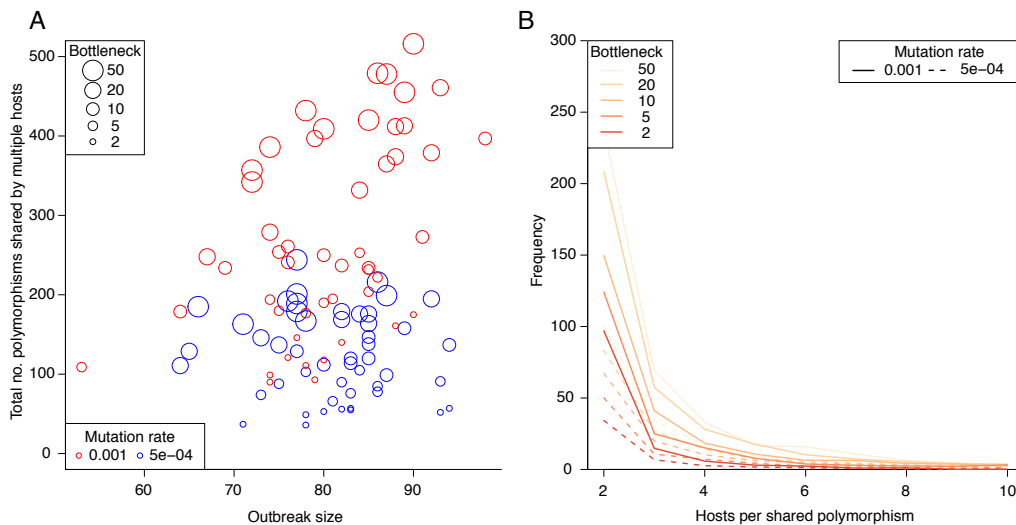 A
Bottleneck
50
20
10
5
2
Total no. polymorphisms shared by multiple hosts
500
400
300
200
100
0
Mutation rate
0.001
5e−04
60
70
80
90
Outbreak size
B
Bottleneck
50
20
10
5
2
Mutation rate
0.001
5e−04
Frequency
300
250
200
150
100
50
0
2
4
6
8
10
Hosts per shared polymorphism